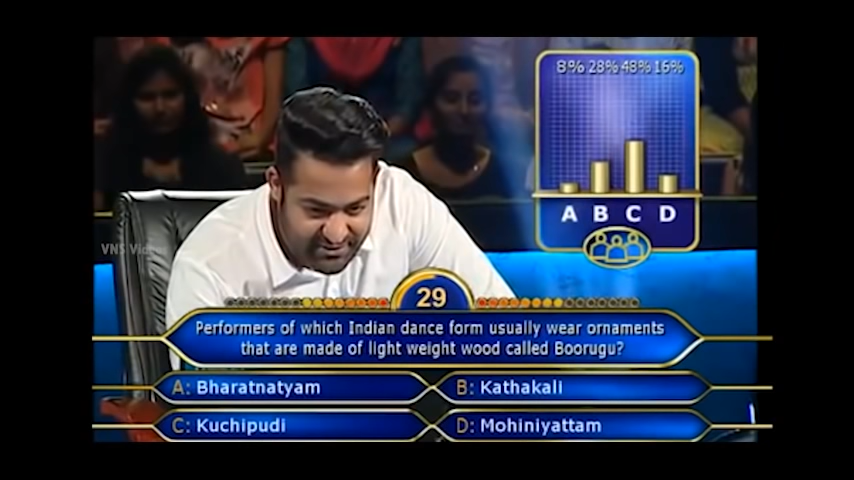 8% 28% 48% 16%
A B C D
VNS Video
29
Performers of which Indian dance form usually wear ornaments
that are made of light weight wood called Boorugu?
A: Bharatnatyam
B: Kathakali
C: Kuchipudi
D: Mohiniyattam